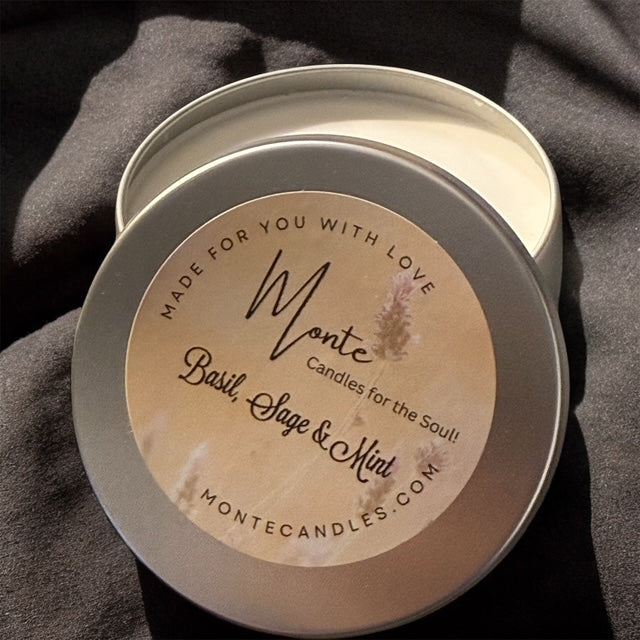 MADE FOR YOU WITH LOVE
Monte
Candles for the Soul!
Basil, Sage & Mint
MONTECANDLES.COM